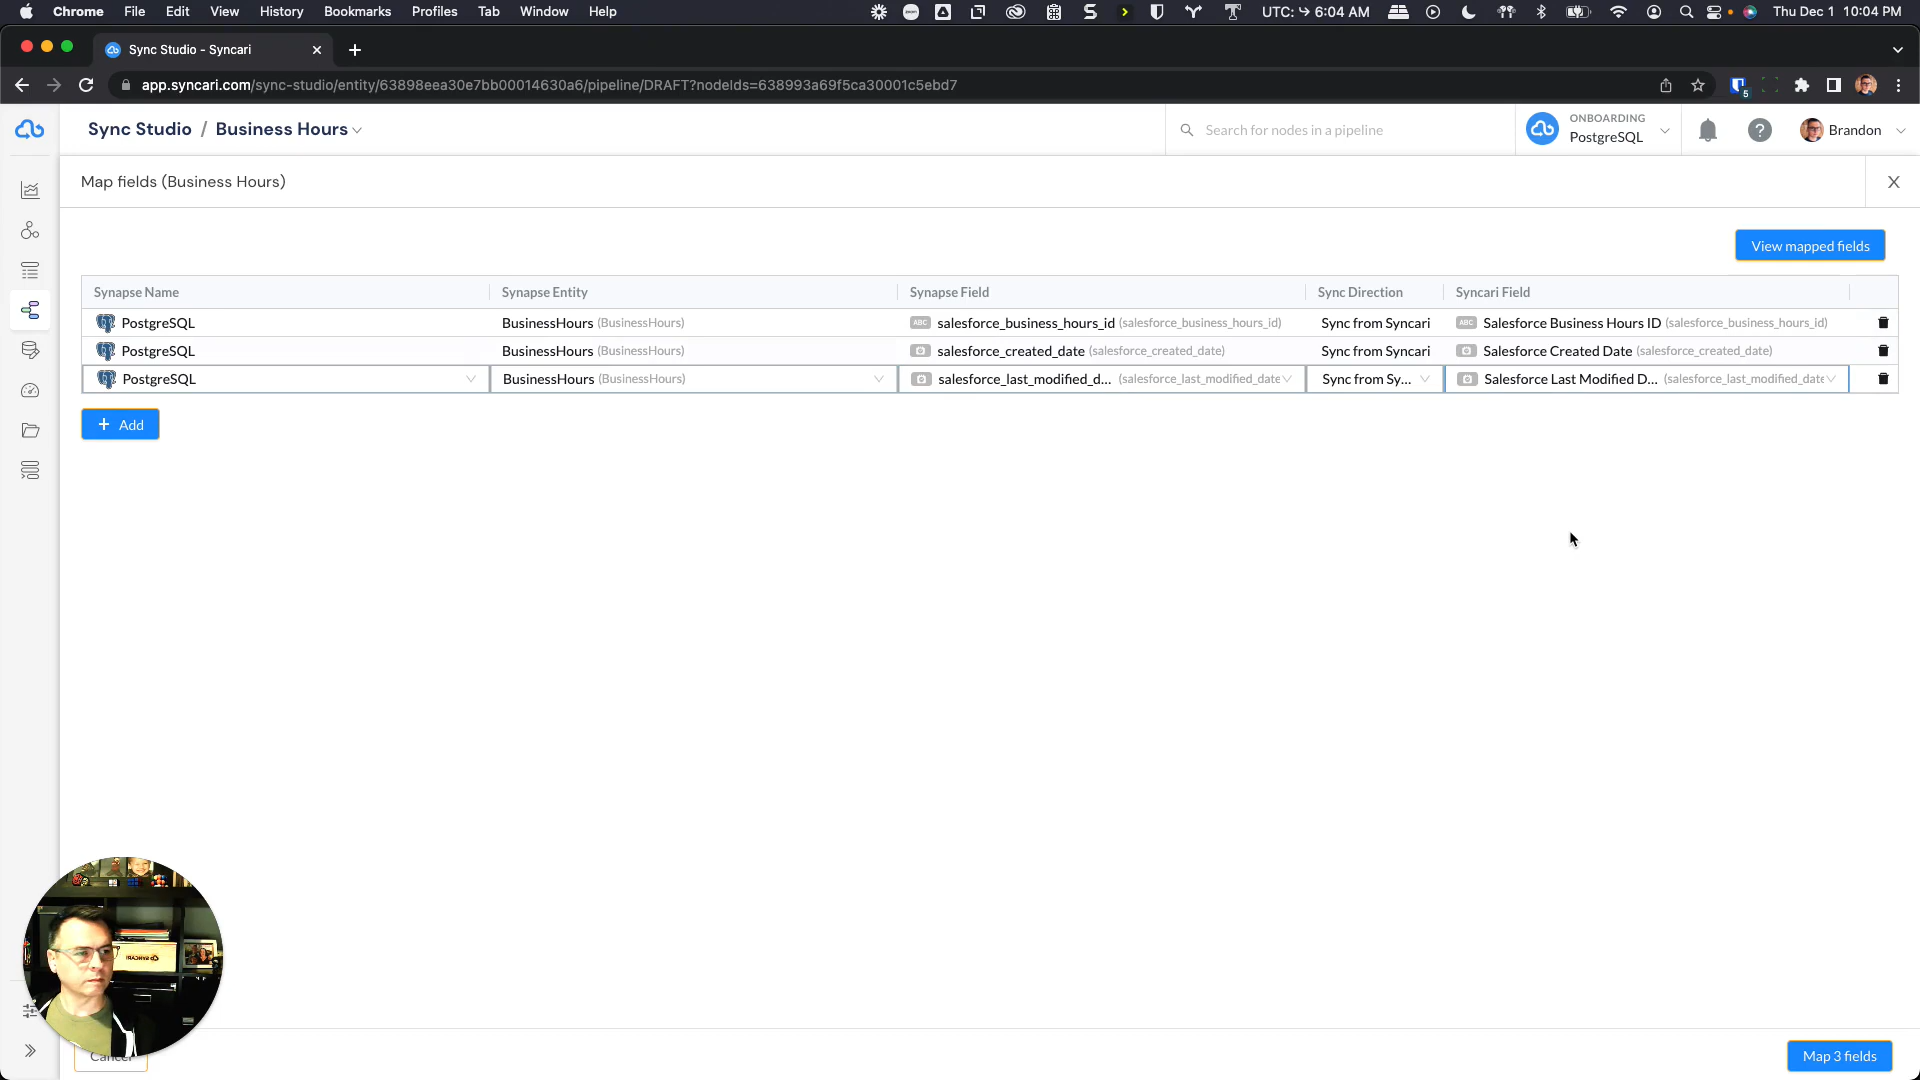 Chrome File Edit View History Bookmarks Profiles Tab Window Help
UTC: ↪ 6:04 AM Thu Dec 1 10:04 PM
Sync Studio - Syncari
app.syncari.com/sync-studio/entity/63898eea30e7bb00014630a6/pipeline/DRAFT?nodeIds=638993a69f5ca30001c5ebd7
Sync Studio / Business Hours
Search for nodes in a pipeline
ONBOARDING
PostgreSQL
Brandon
Map fields (Business Hours)
X
View mapped fields
Synapse Name Synapse Entity Synapse Field Sync Direction Syncari Field
PostgreSQL BusinessHours (BusinessHours) ABC salesforce_business_hours_id (salesforce_business_hours_id) Sync from Syncari ABC Salesforce Business Hours ID (salesforce_business_hours_id)
PostgreSQL BusinessHours (BusinessHours) salesforce_created_date (salesforce_created_date) Sync from Syncari Salesforce Created Date (salesforce_created_date)
PostgreSQL BusinessHours (BusinessHours) salesforce_last_modified_d... (salesforce_last_modified_date Sync from Sy... Salesforce Last Modified D... (salesforce_last_modified_date
+ Add
Cancel
Map 3 fields